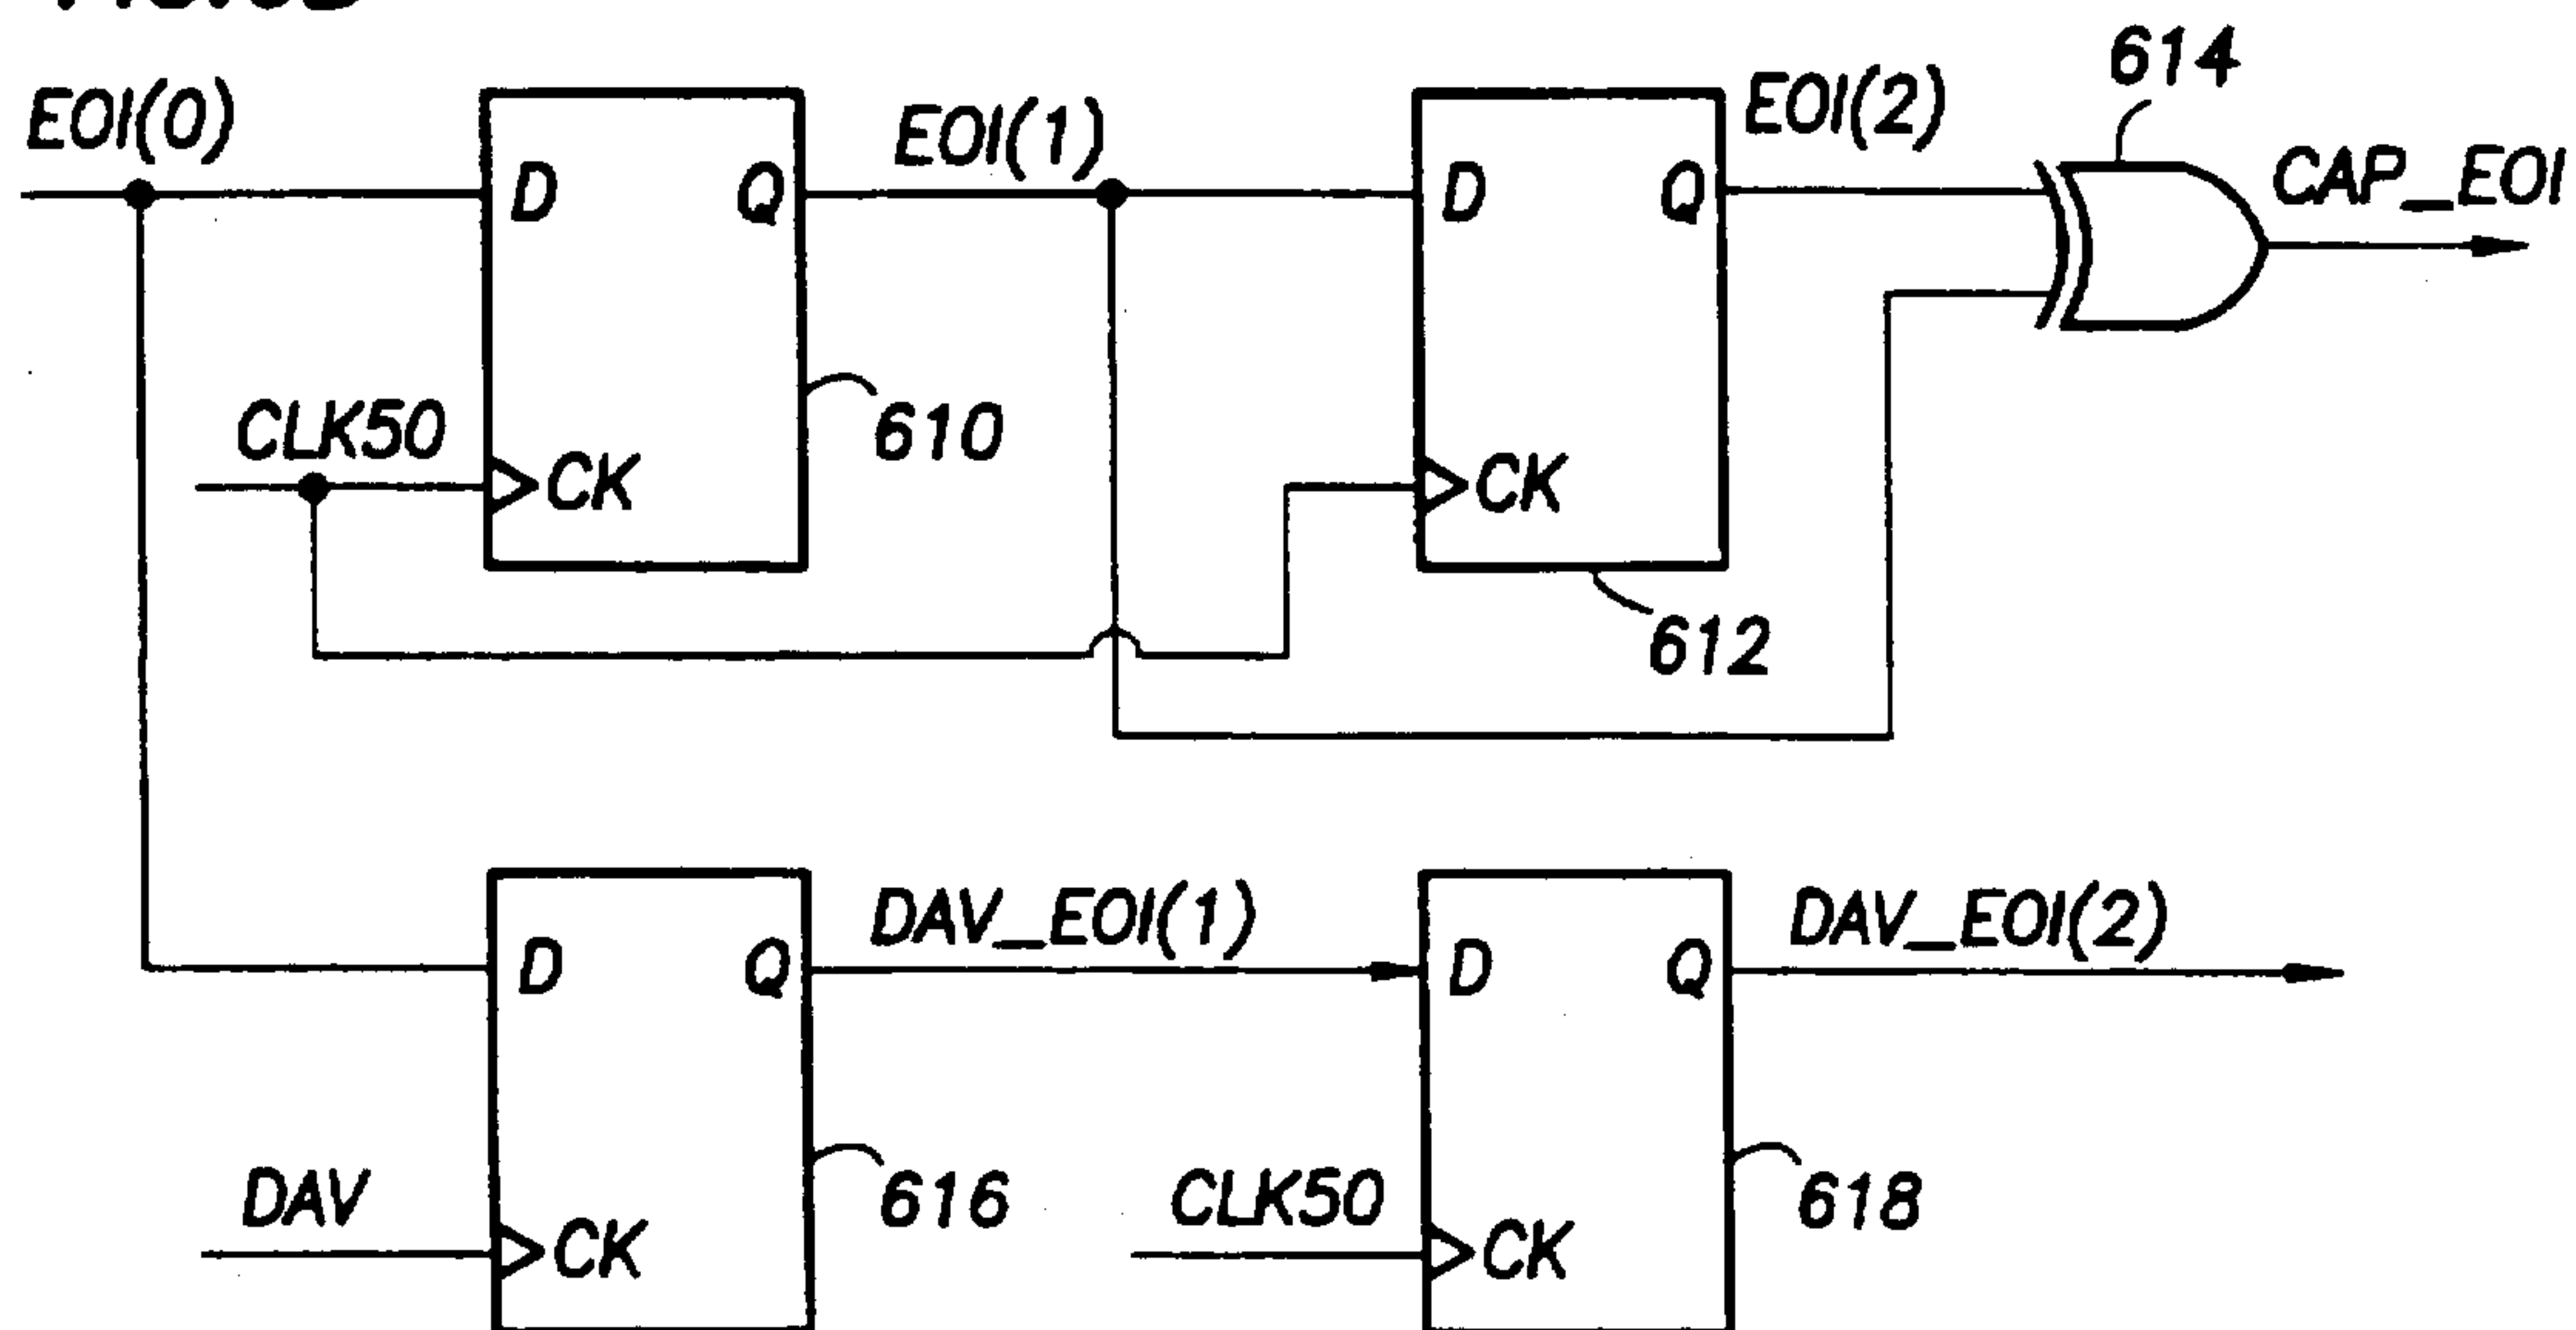 614
EOI(0)
EOI(1)
EOI(2)
CAP_EOI
D
Q
D
Q
CLK50
610
CK
CK
612
DAV_EOI(1)
DAV_EOI(2)
D
Q
D
Q
DAV
616
CLK50
618
CK
CK